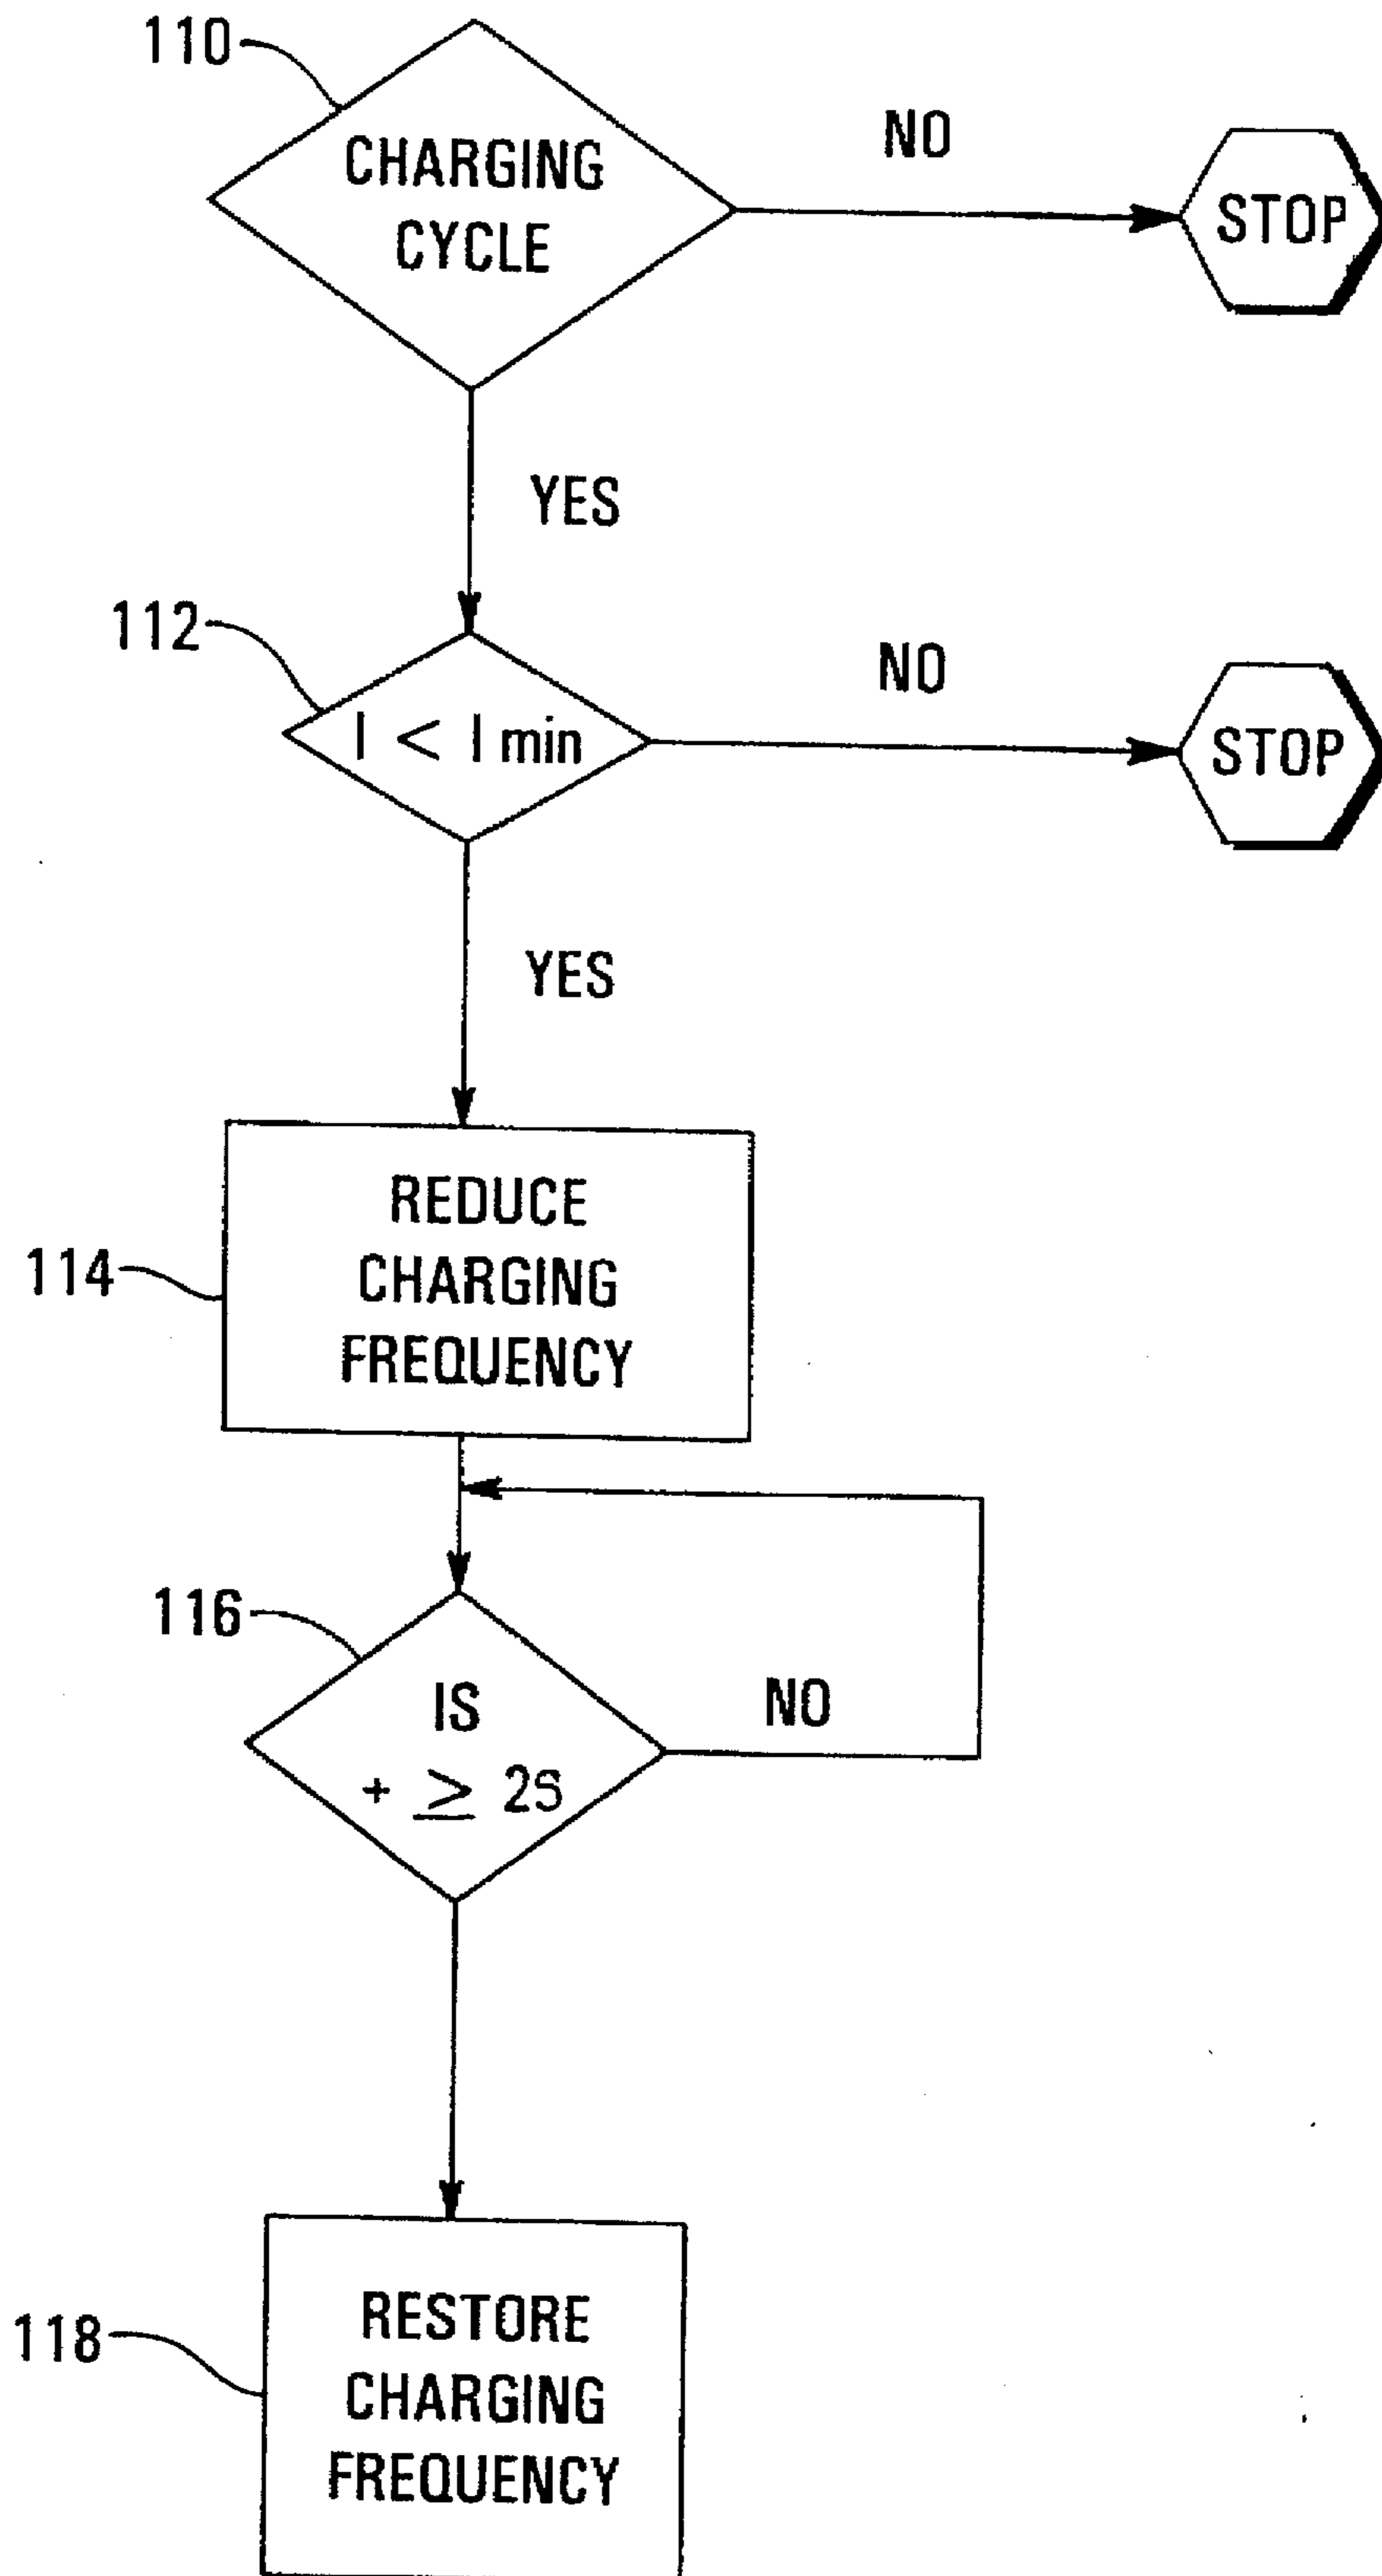 110
CHARGING
CYCLE
NO
STOP
YES
112
I < I min
NO
STOP
YES
114
REDUCE
CHARGING
FREQUENCY
116
IS
+ ≥ 2S
NO
118
RESTORE
CHARGING
FREQUENCY